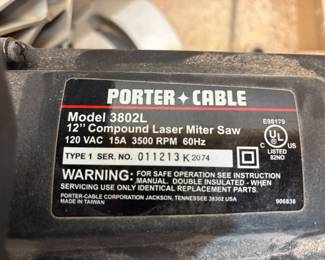 PORTER+CABLE
Model 3802L
12" Compound Laser Miter Saw
120 VAC 15A 3500 RPM 60Hz
TYPE 1 SER. NO. 011213 K 2074
E98179
C UL US
LISTED
82NO
WARNING: FOR SAFE OPERATION SEE INSTRUCTION
MANUAL. DOUBLE INSULATED - WHEN
SERVICING USE ONLY IDENTICAL REPLACEMENT PARTS.
PORTER-CABLE CORPORATION JACKSON, TENNESSEE 38302 USA
MADE IN TAIWAN
906838